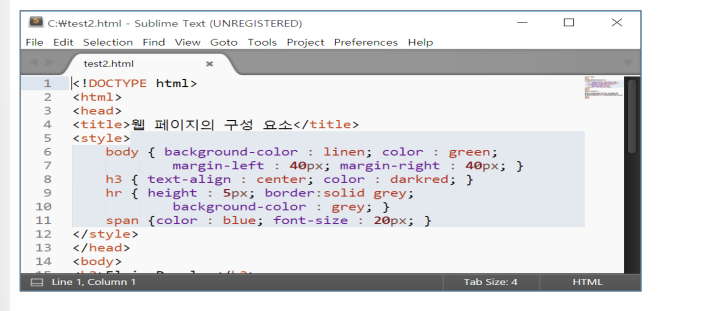 C:₩test2.html - Sublime Text (UNREGISTERED)
File Edit Selection Find View Goto Tools Project Preferences Help
test2.html ×
1 <!DOCTYPE html>
2 <html>
3 <head>
4 <title>웹 페이지의 구성 요소</title>
5 <style>
6 body { background-color : linen; color : green;
7 margin-left : 40px; margin-right : 40px; }
8 h3 { text-align : center; color : darkred; }
9 hr { height : 5px; border:solid grey;
10 background-color : grey; }
11 span {color : blue; font-size : 20px; }
12 </style>
13 </head>
14 <body>
Line 1, Column 1 Tab Size: 4 HTML